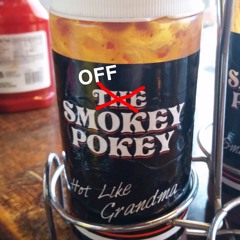 OFF
THE
SMOKEY
POKEY
Hot Like
Grandma